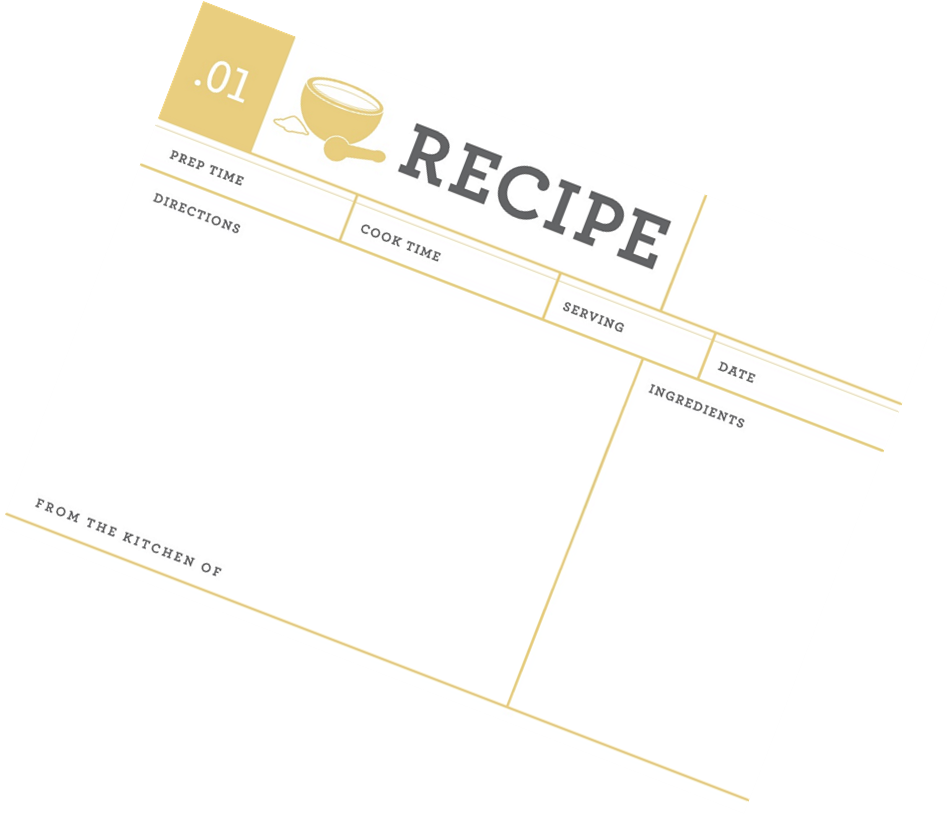 .01
RECIPE
PREP TIME
COOK TIME
SERVING
DATE
DIRECTIONS
INGREDIENTS
FROM THE KITCHEN OF